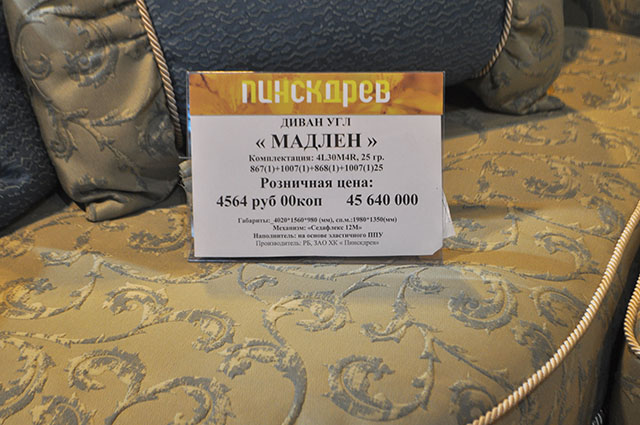 пинскдрев
ДИВАН УГЛ
« МАДЛЕН »
Комплектация: 4L30M4R, 25 гр.
867(1)+1007(1)+868(1)+1007(1)25
Розничная цена:
4564 руб 00коп 45 640 000
Габариты: 4020*1560*980 (мм), сп.м.:1980*1350(мм)
Механизм: «Седафлекс 12М»
Наполнитель: на основе эластичного ППУ
Производитель: РБ, ЗАО ХК « Пинскдрев»